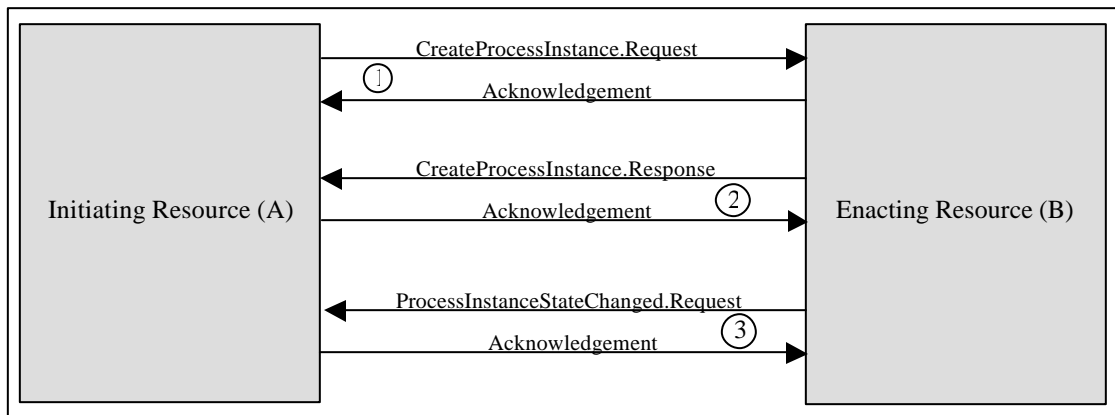 CreateProcessInstance.Request
1
Acknowledgement
CreateProcessInstance.Response
Initiating Resource (A)
Acknowledgement
2
Enacting Resource (B)
ProcessInstanceStateChanged.Request
3
Acknowledgement